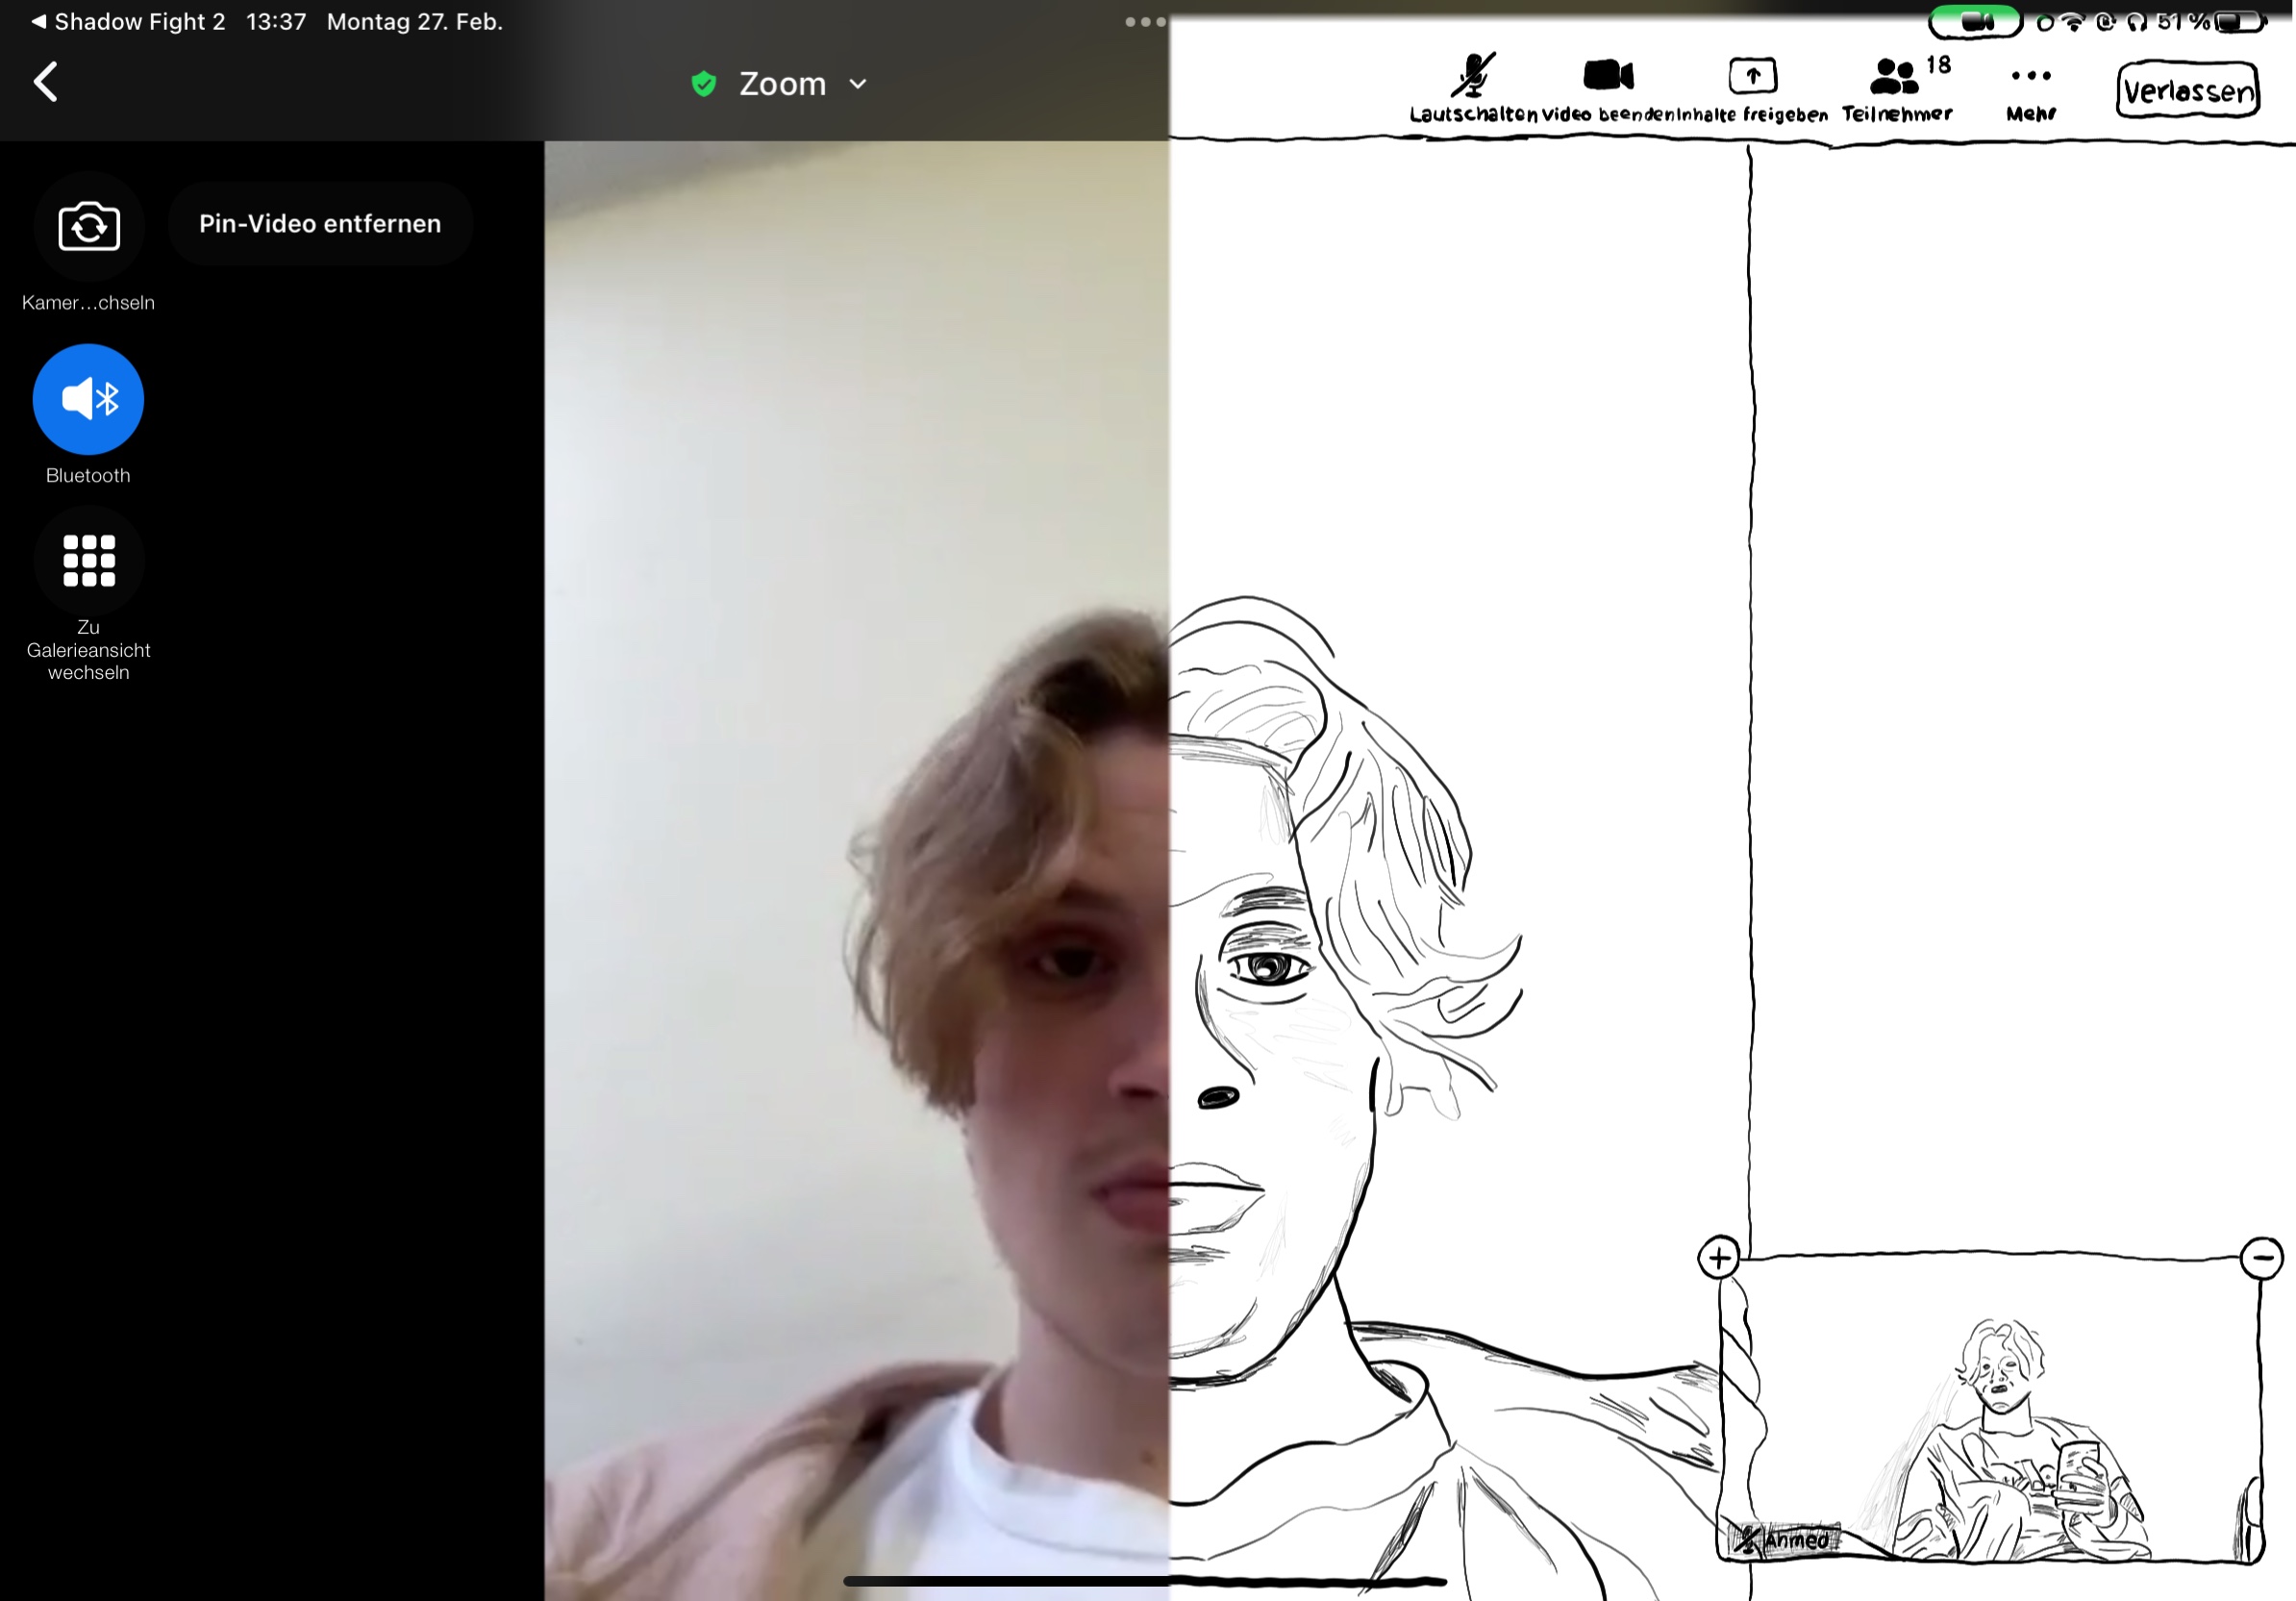 ◀ Shadow Fight 2 13:37 Montag 27. Feb.
51%
Zoom
18
Lautschalten Video beenden Inhalte freigeben Teilnehmer Mehr
Verlassen
Pin-Video entfernen
Kamer...chseln
Bluetooth
Zu
Galerieansicht
wechseln
Ahmed